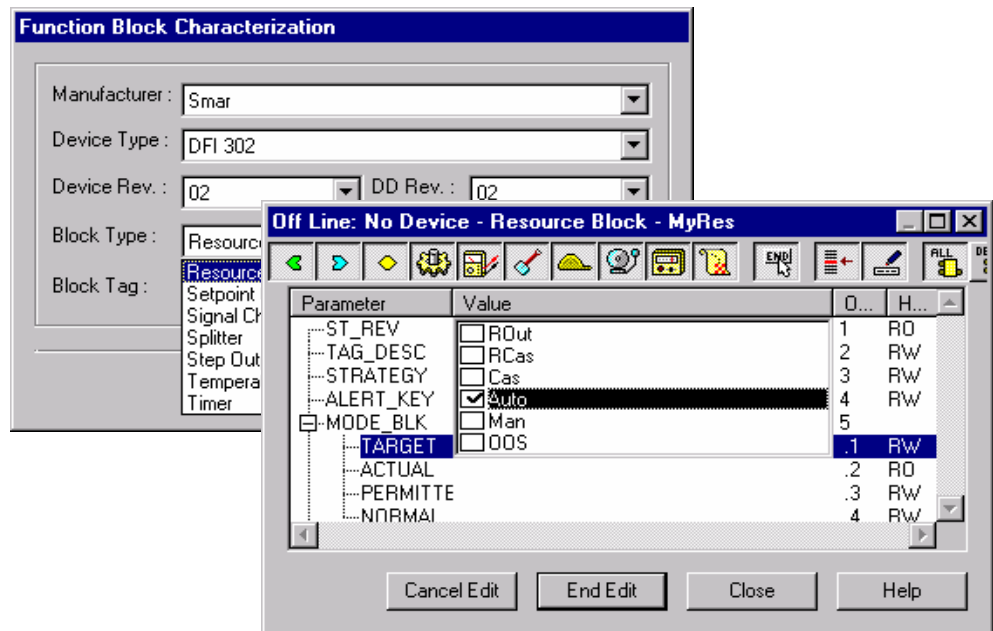 Function Block Characterization
Manufacturer : Smar
Device Type : DFI 302
Device Rev. : 02 DD Rev. : 02
Block Type : Resource
Resource
Setpoint
Block Tag :
Signal Ch
Splitter
Step Out
Tempera
Timer
Off Line: No Device - Resource Block - MyRes
END! ALL DE
Parameter Value O... H...
ST_REV 1 RO
TAG_DESC 2 RW
STRATEGY 3 RW
ALERT_KEY 4 RW
MODE_BLK 5
TARGET .1 RW
ACTUAL .2 RO
PERMITTE .3 RW
NORMAL 4 RW
ROut
RCas
Cas
Auto
Man
OOS
Cancel Edit End Edit Close Help